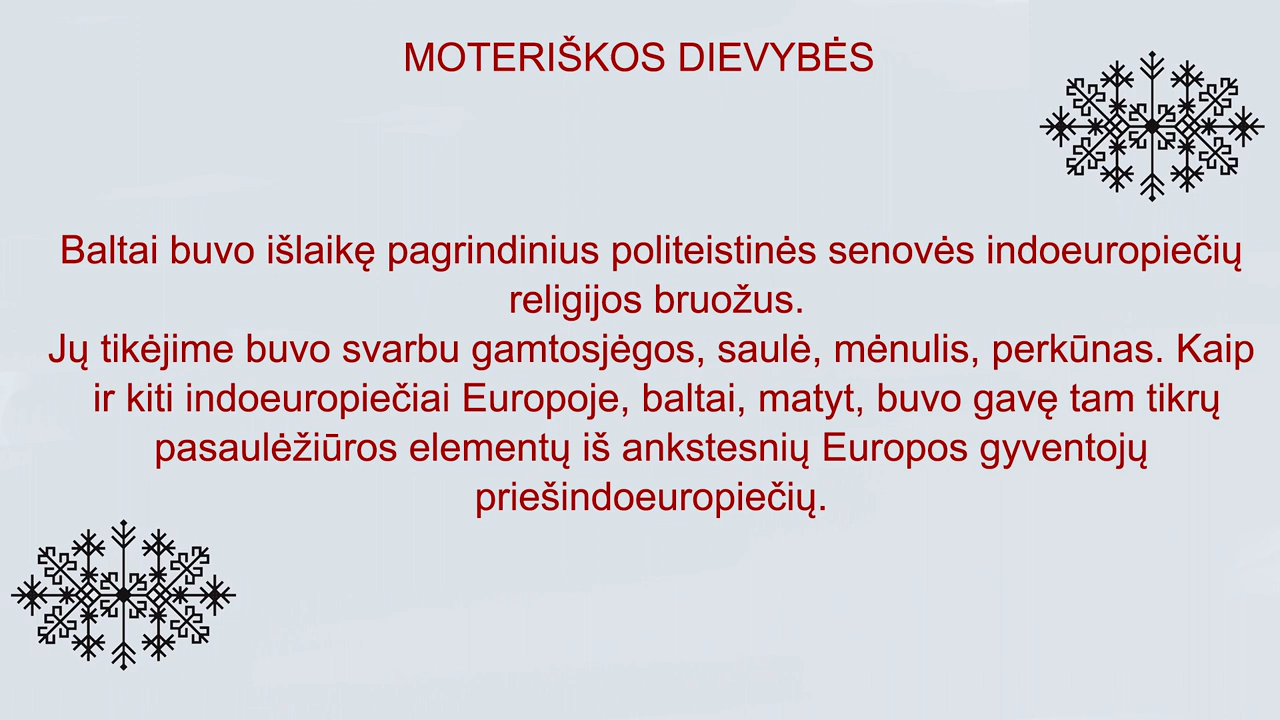 MOTERIŠKOS DIEVYBĖS
Baltai buvo išlaikę pagrindinius politeistinės senovės indoeuropiečių
religijos bruožus.
Jų tikėjime buvo svarbu gamtosjėgos, saulė, mėnulis, perkūnas. Kaip
ir kiti indoeuropiečiai Europoje, baltai, matyt, buvo gavę tam tikrų
pasaulėžiūros elementų iš ankstesnių Europos gyventojų
priešindoeuropiečių.